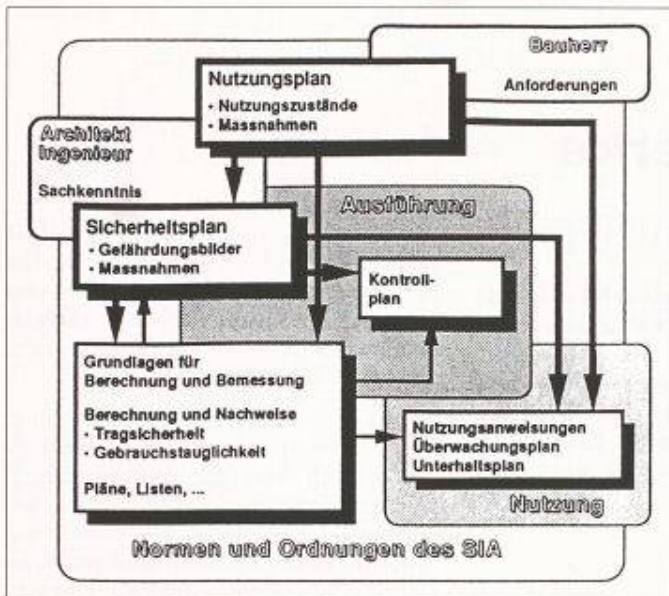 Bauherr
Anforderungen
Nutzungsplan
- Nutzungszustände
- Massnahmen
Architekt
Ingenieur
Sachkenntnis
Ausführung
Sicherheitsplan
- Gefährdungsbilder
- Massnahmen
Kontroll-
plan
Grundlagen für
Berechnung und Bemessung
Berechnung und Nachweise
- Tragsicherheit
- Gebrauchstauglichkeit
Pläne, Listen, ...
Nutzungsanweisungen
Überwachungsplan
Unterhaltsplan
Nutzung
Normen und Ordnungen des SIA